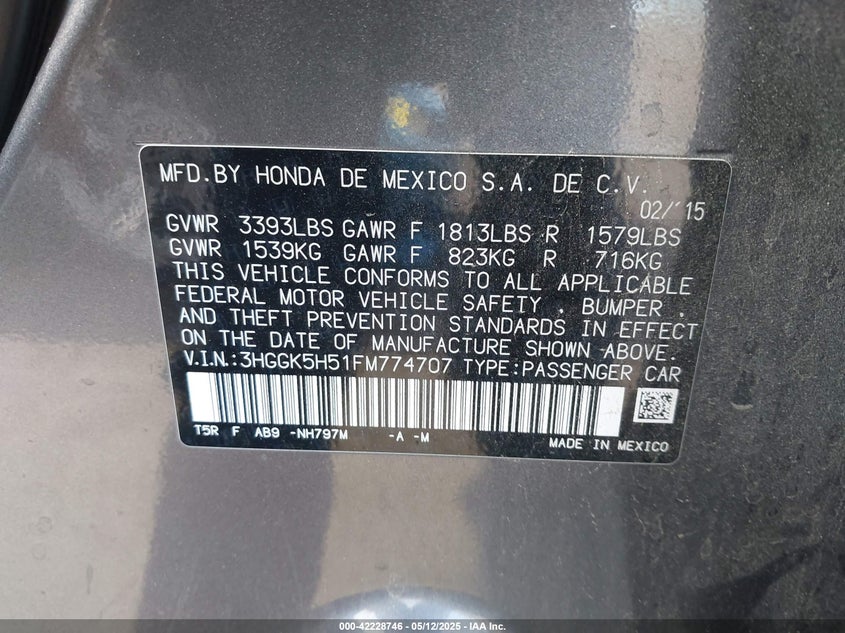 MFD.BY HONDA DE MEXICO S.A. DE C.V.
02/'15
GVWR 3393LBS GAWR F 1813LBS R 1579LBS
GVWR 1539KG GAWR F 823KG R 716KG
THIS VEHICLE CONFORMS TO ALL APPLICABLE
FEDERAL MOTOR VEHICLE SAFETY , BUMPER ,
AND THEFT PREVENTION STANDARDS IN EFFECT
ON THE DATE OF MANUFACTURE SHOWN ABOVE.
V.I.N.:3HGGK5H51FM774707 TYPE:PASSENGER CAR
T5R F AB9 -NH797M -A -M
MADE IN MEXICO
000-42228746 - 05/12/2025 - IAA Inc.